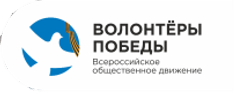 ВОЛОНТЁРЫ
ПОБЕДЫ
Всероссийское
общественное движение